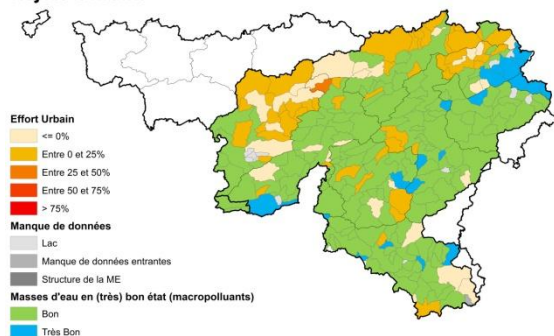 Effort Urbain
<= 0%
Entre 0 et 25%
Entre 25 et 50%
Entre 50 et 75%
> 75%
Manque de données
Lac
Manque de données entrantes
Structure de la ME
Masses d'eau en (très) bon état (macropolluants)
Bon
Très Bon